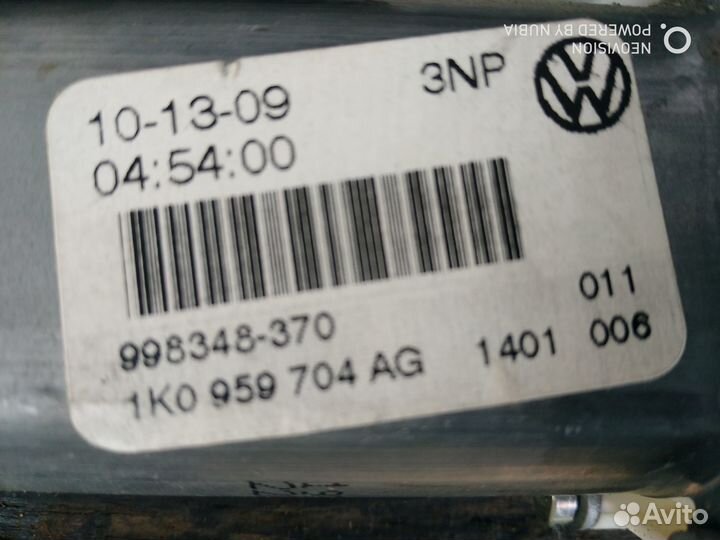 NEOVISION
POWERED BY NUBIA
3NP
10-13-09
04:54:00
998348-370
011
1K0 959 704 AG 1401 006
Avito